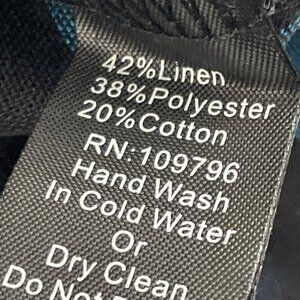 42%Linen
38%Polyester
20%Cotton
RN:109796
Hand Wash
In Cold Water
Or
Dry Clean
Do Not